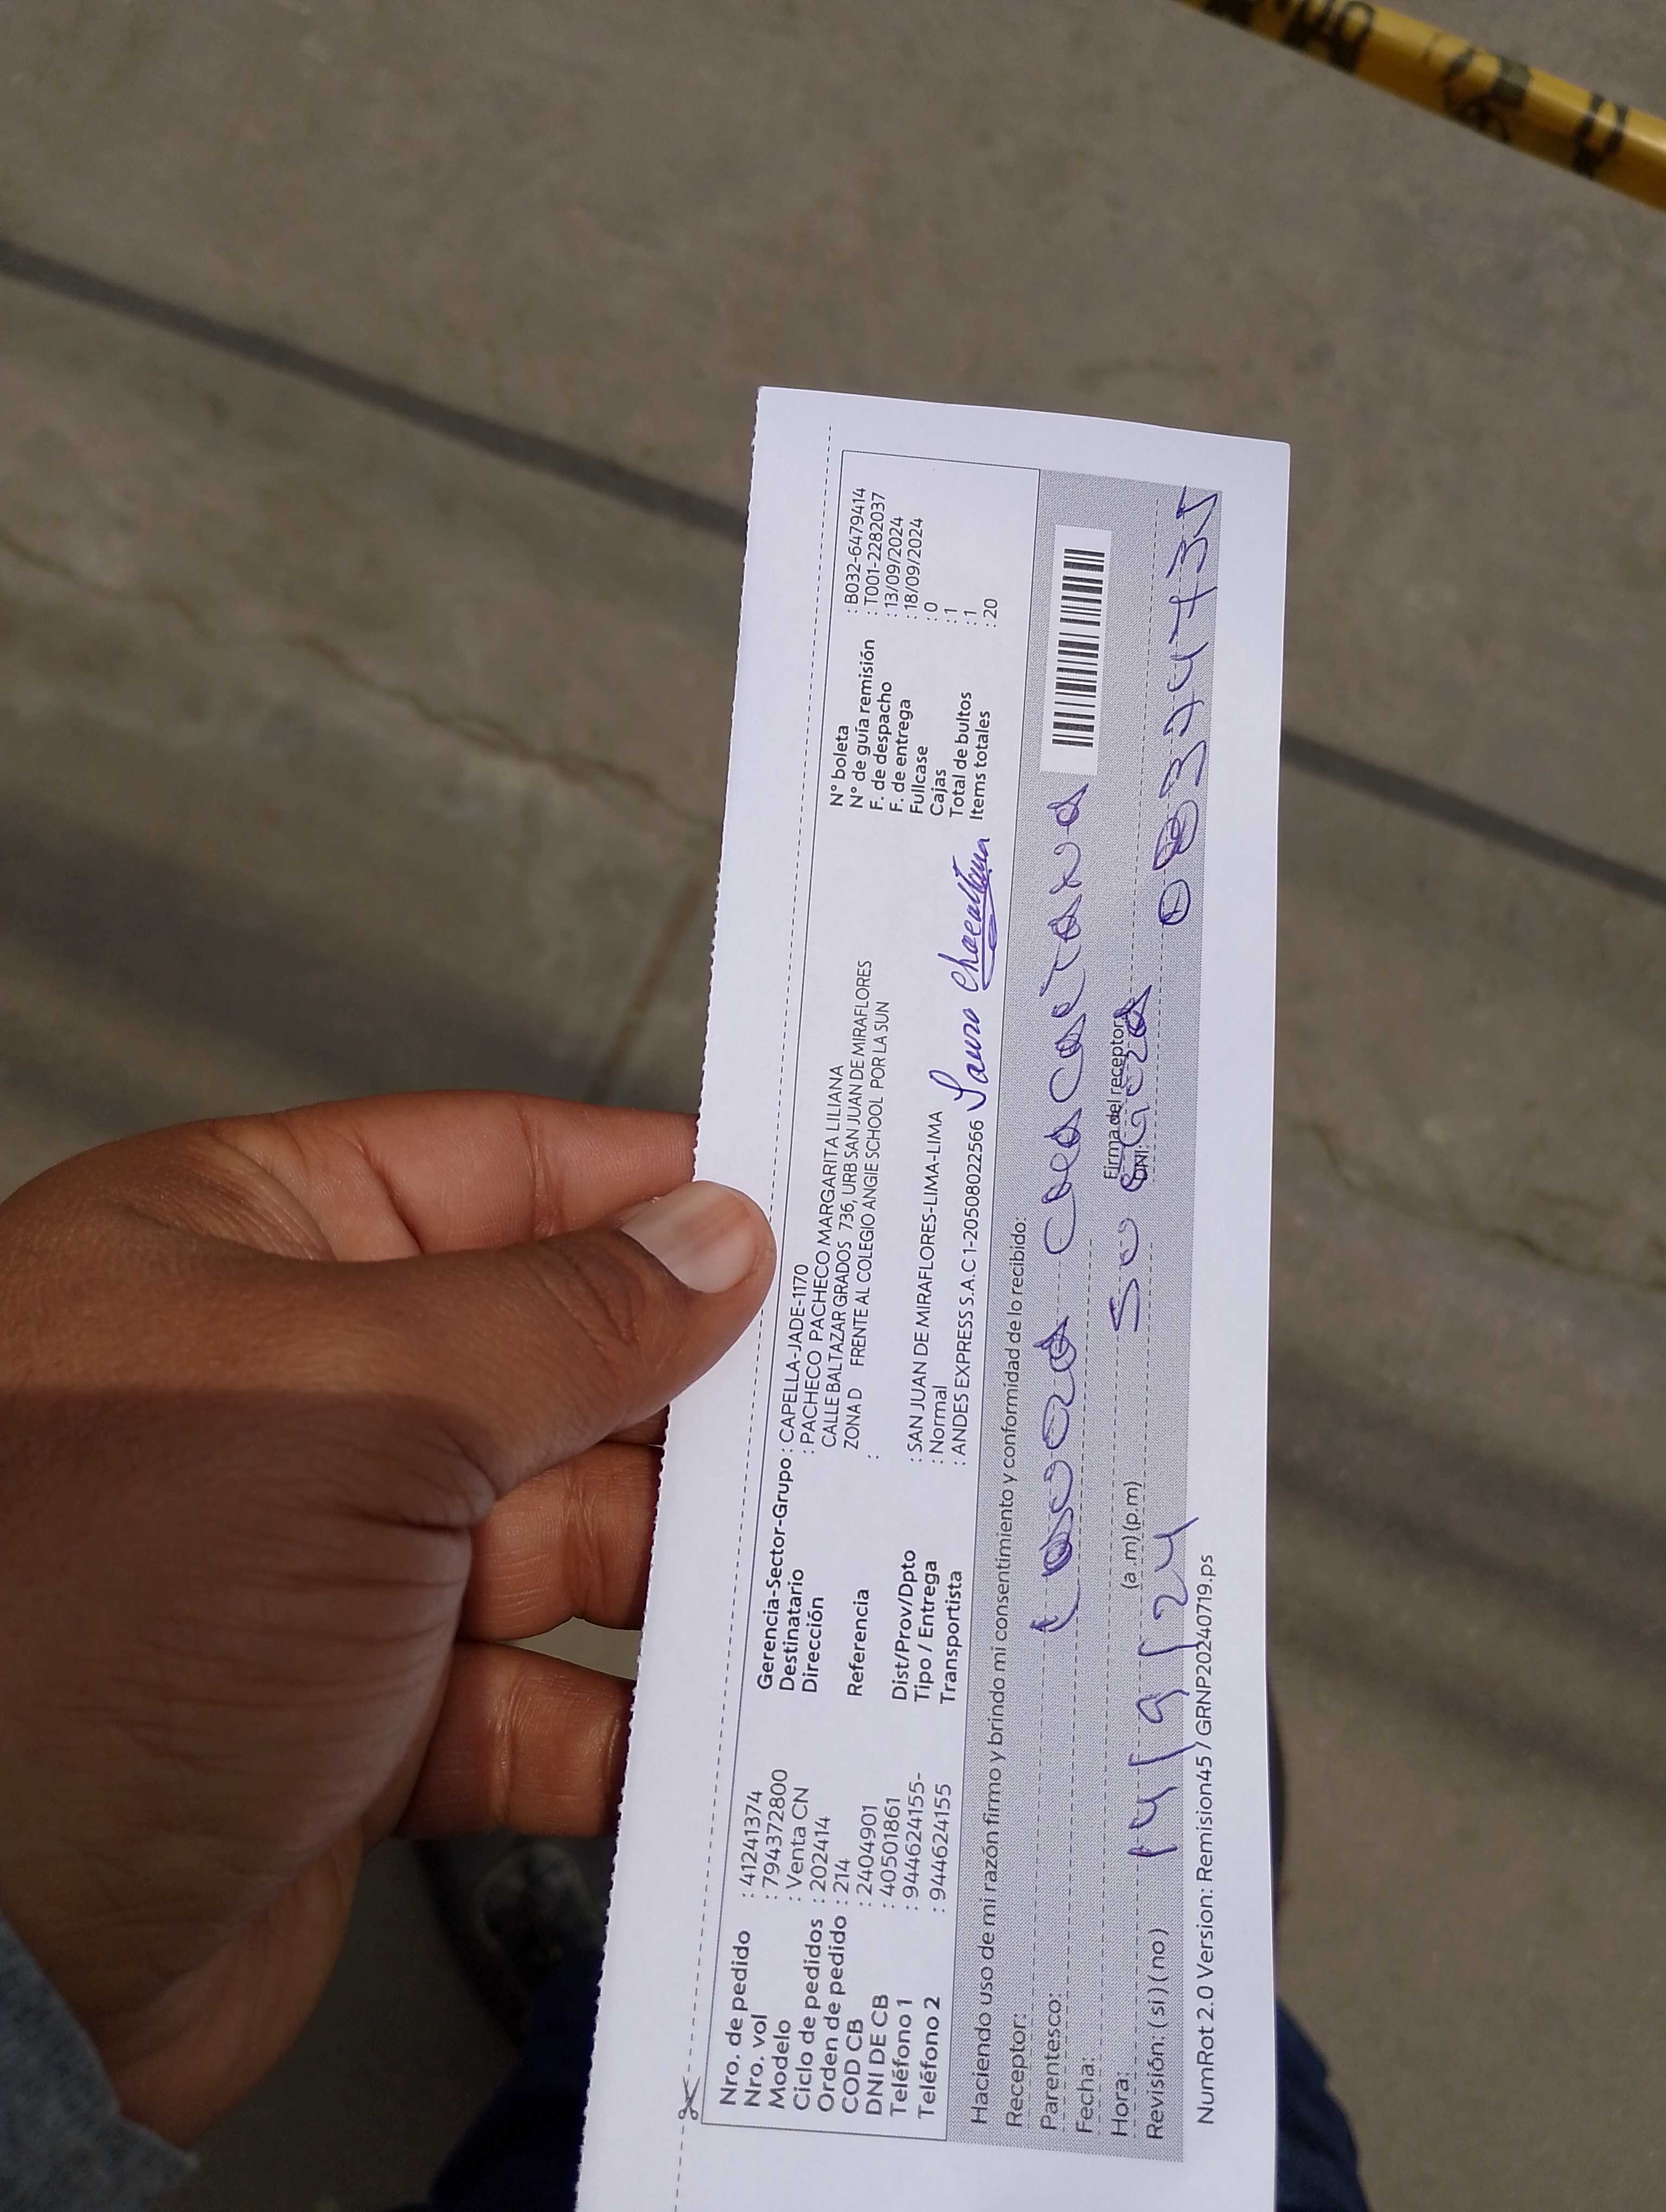 Nro. de pedido : 41241374
Nro. vol : 794372800
Modelo : Venta CN
Ciclo de pedidos : 202414
Orden de pedido : 214
COD CB : 2404901
DNI DE CB : 40501861
Teléfono 1 : 944624155-
Teléfono 2 : 944624155
Gerencia-Sector-Grupo : CAPELLA-JADE-1170
Destinatario : PACHECO PACHECO MARGARITA LILIANA
Dirección CALLE BALTAZAR GRADOS 736, URB SAN JUAN DE MIRAFLORES
ZONA D FRENTE AL COLEGIO ANGIE SCHOOL POR LA SUN
Referencia :
Dist/Prov/Dpto : SAN JUAN DE MIRAFLORES-LIMA-LIMA
Tipo / Entrega : Normal
Transportista : ANDES EXPRESS S.A.C 1-20508022566
N° boleta : B032-6479414
N° de guía remisión : T001-2282037
F. de despacho : 13/09/2024
F. de entrega : 18/09/2024
Fullcase : 0
Cajas : 1
Total de bultos : 1
Items totales : 20
Haciendo uso de mi razón firmo y brindo mi consentimiento y conformidad de lo recibido:
Receptor:
Parentesco:
Fecha:
Firma del receptor
Hora: (a.m) (p.m) DNI:
Revisión: ( si ) ( no )
NumRot 2.0 Version: Remision45 / GRNP202407​19.ps